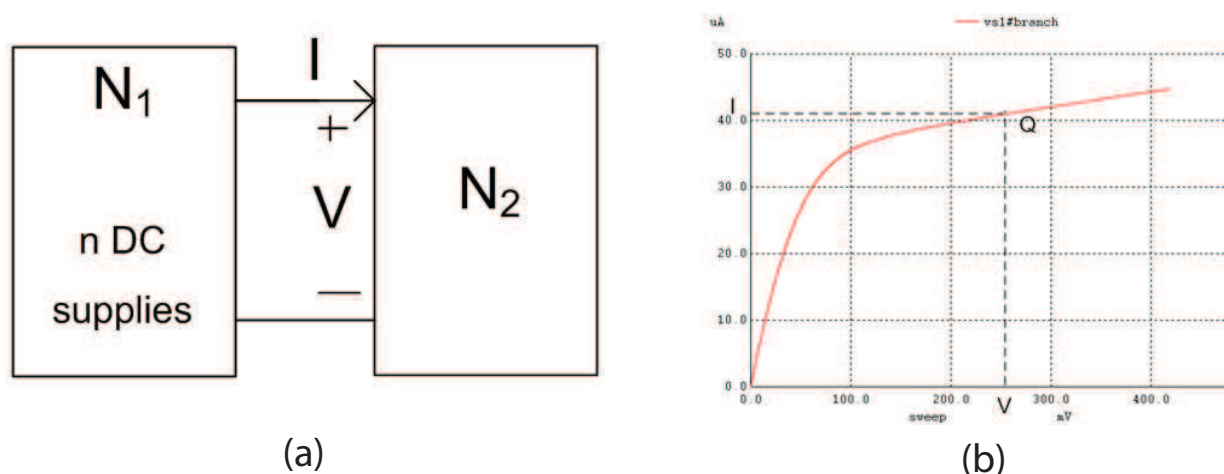 N1
n DC
supplies
I
+
V
—
N2
(a)
uA
vs1#branch
50.0
I
40.0
30.0
20.0
10.0
0.0
Q
0.0
100.0
200.0
V
300.0
400.0
sweep
mV
(b)